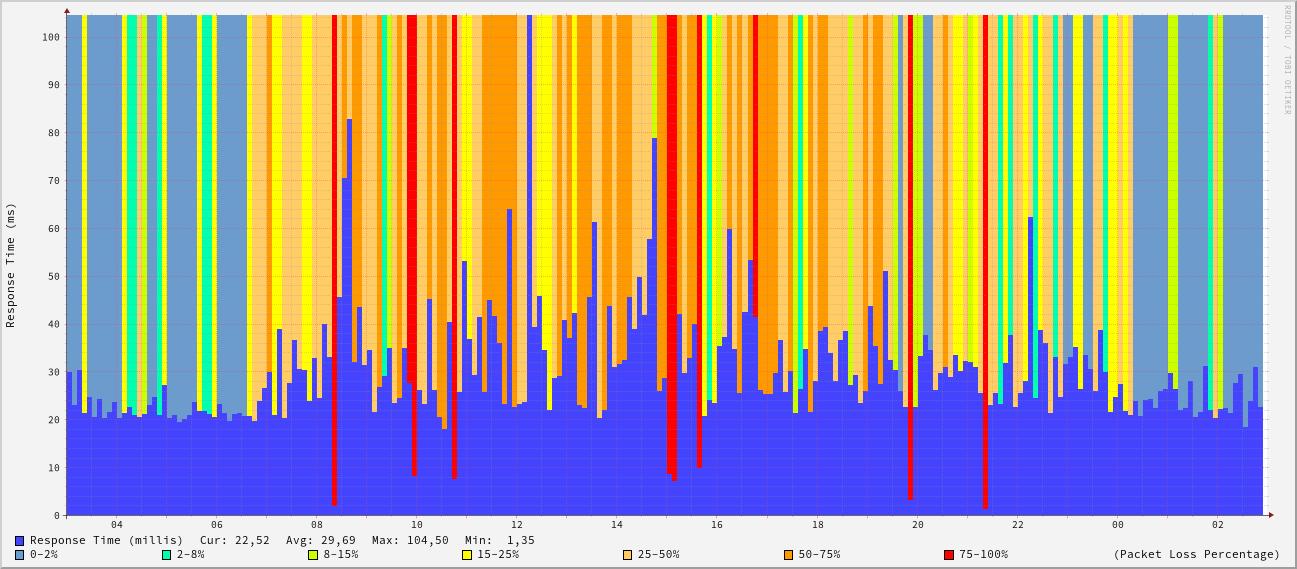 RRDTOOL / TOBI OETIKER
Response Time (ms)
100
90
80
70
60
50
40
30
20
10
0
04 06 08 10 12 14 16 18 20 22 00 02
Response Time (millis) Cur: 22,52 Avg: 29,69 Max: 104,50 Min: 1,35
0-2% 2-8% 8-15% 15-25% 25-50% 50-75% 75-100% (Packet Loss Percentage)